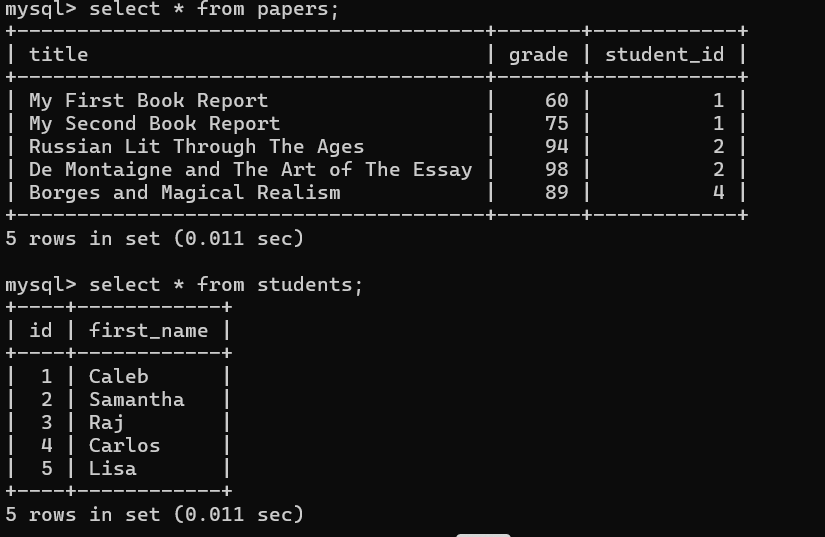 mysql> select * from papers;
+---------------------------------------+-------+------------+
| title                                 | grade | student_id |
+---------------------------------------+-------+------------+
| My First Book Report                  |    60 |          1 |
| My Second Book Report                 |    75 |          1 |
| Russian Lit Through The Ages          |    94 |          2 |
| De Montaigne and The Art of The Essay |    98 |          2 |
| Borges and Magical Realism            |    89 |          4 |
+---------------------------------------+-------+------------+
5 rows in set (0.011 sec)

mysql> select * from students;
+----+------------+
| id | first_name |
+----+------------+
|  1 | Caleb      |
|  2 | Samantha   |
|  3 | Raj        |
|  4 | Carlos     |
|  5 | Lisa       |
+----+------------+
5 rows in set (0.011 sec)